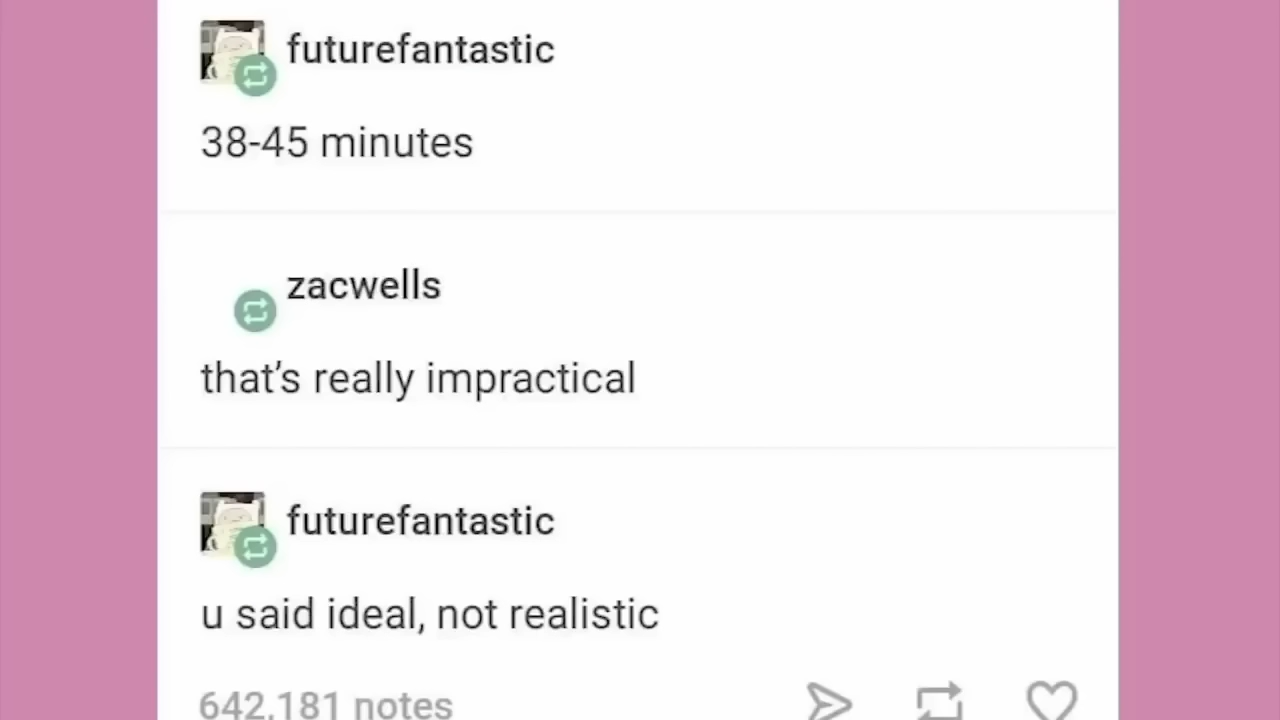 futurefantastic
38-45 minutes
zacwells
that's really impractical
futurefantastic
u said ideal, not realistic
642,181 notes